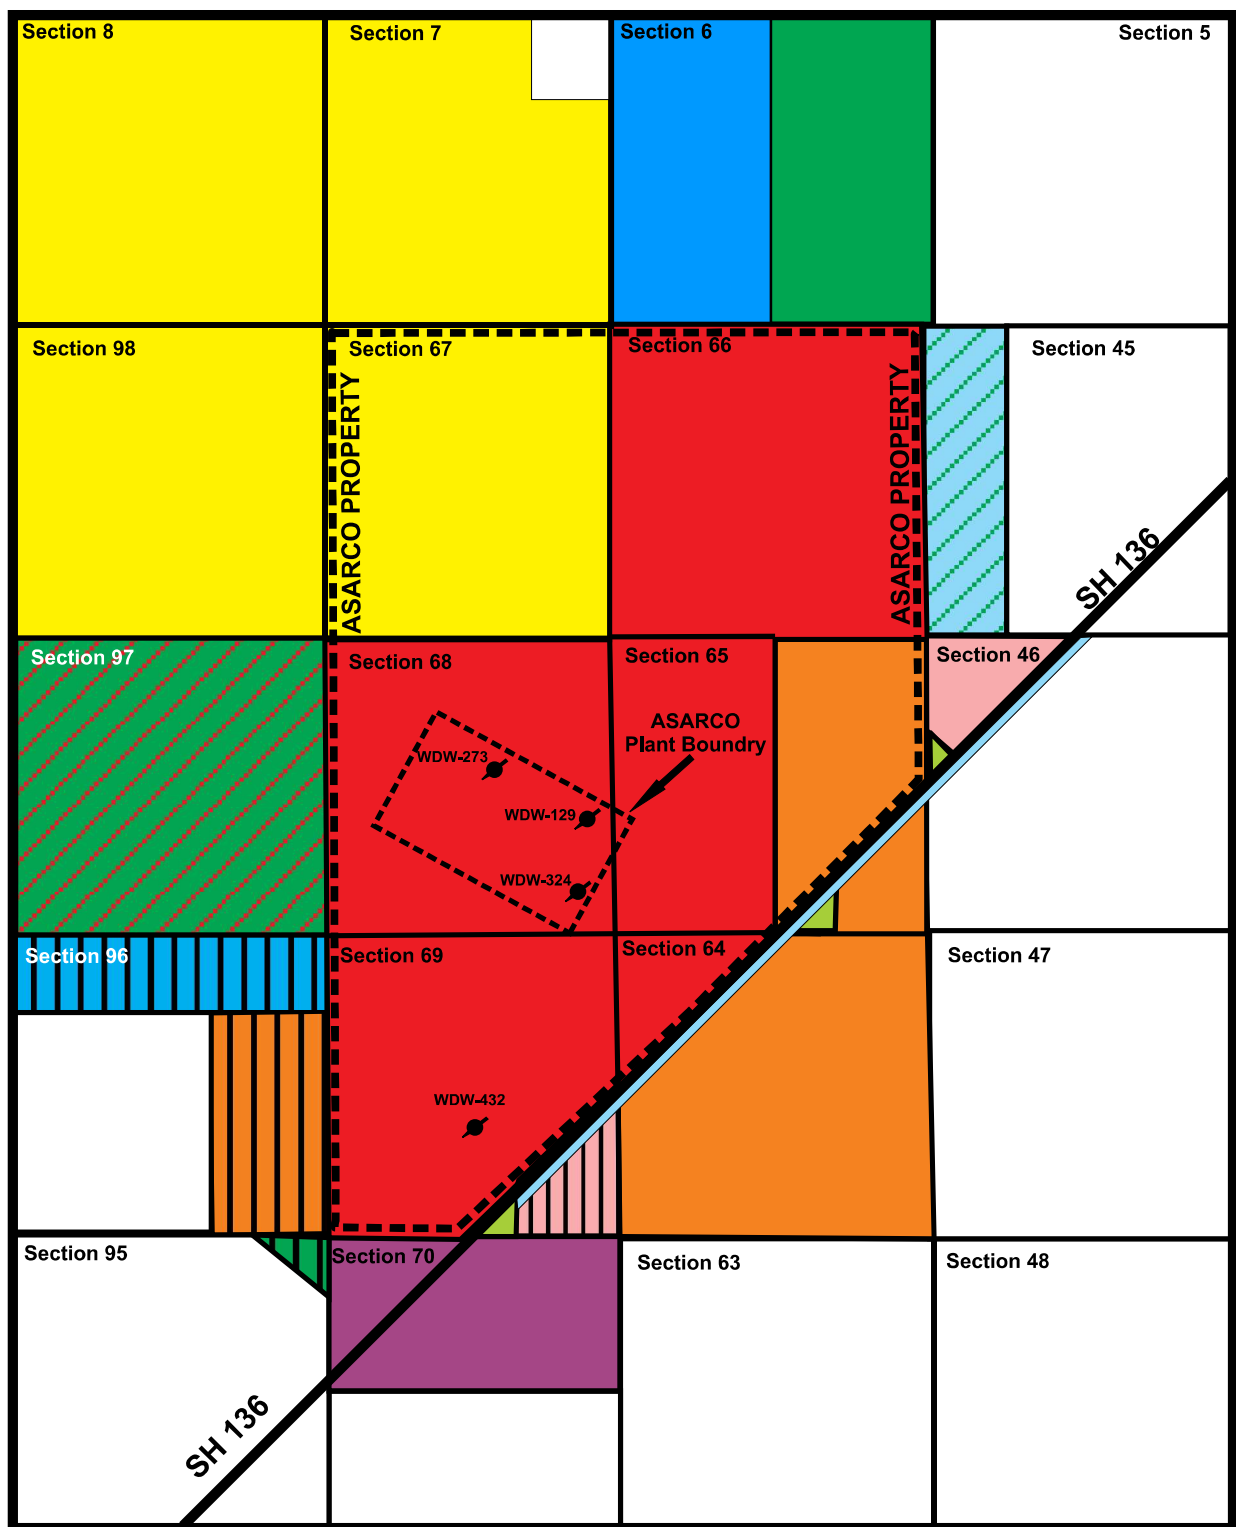 Section 8
Section 7
Section 6
Section 5
Section 98
Section 67
Section 66
Section 45
ASARCO PROPERTY
ASARCO PROPERTY
SH 136
Section 97
Section 68
Section 65
Section 46
ASARCO
Plant Boundry
WDW-273
WDW-129
WDW-324
Section 96
Section 69
Section 64
Section 47
WDW-432
Section 95
Section 70
Section 63
Section 48
SH 136